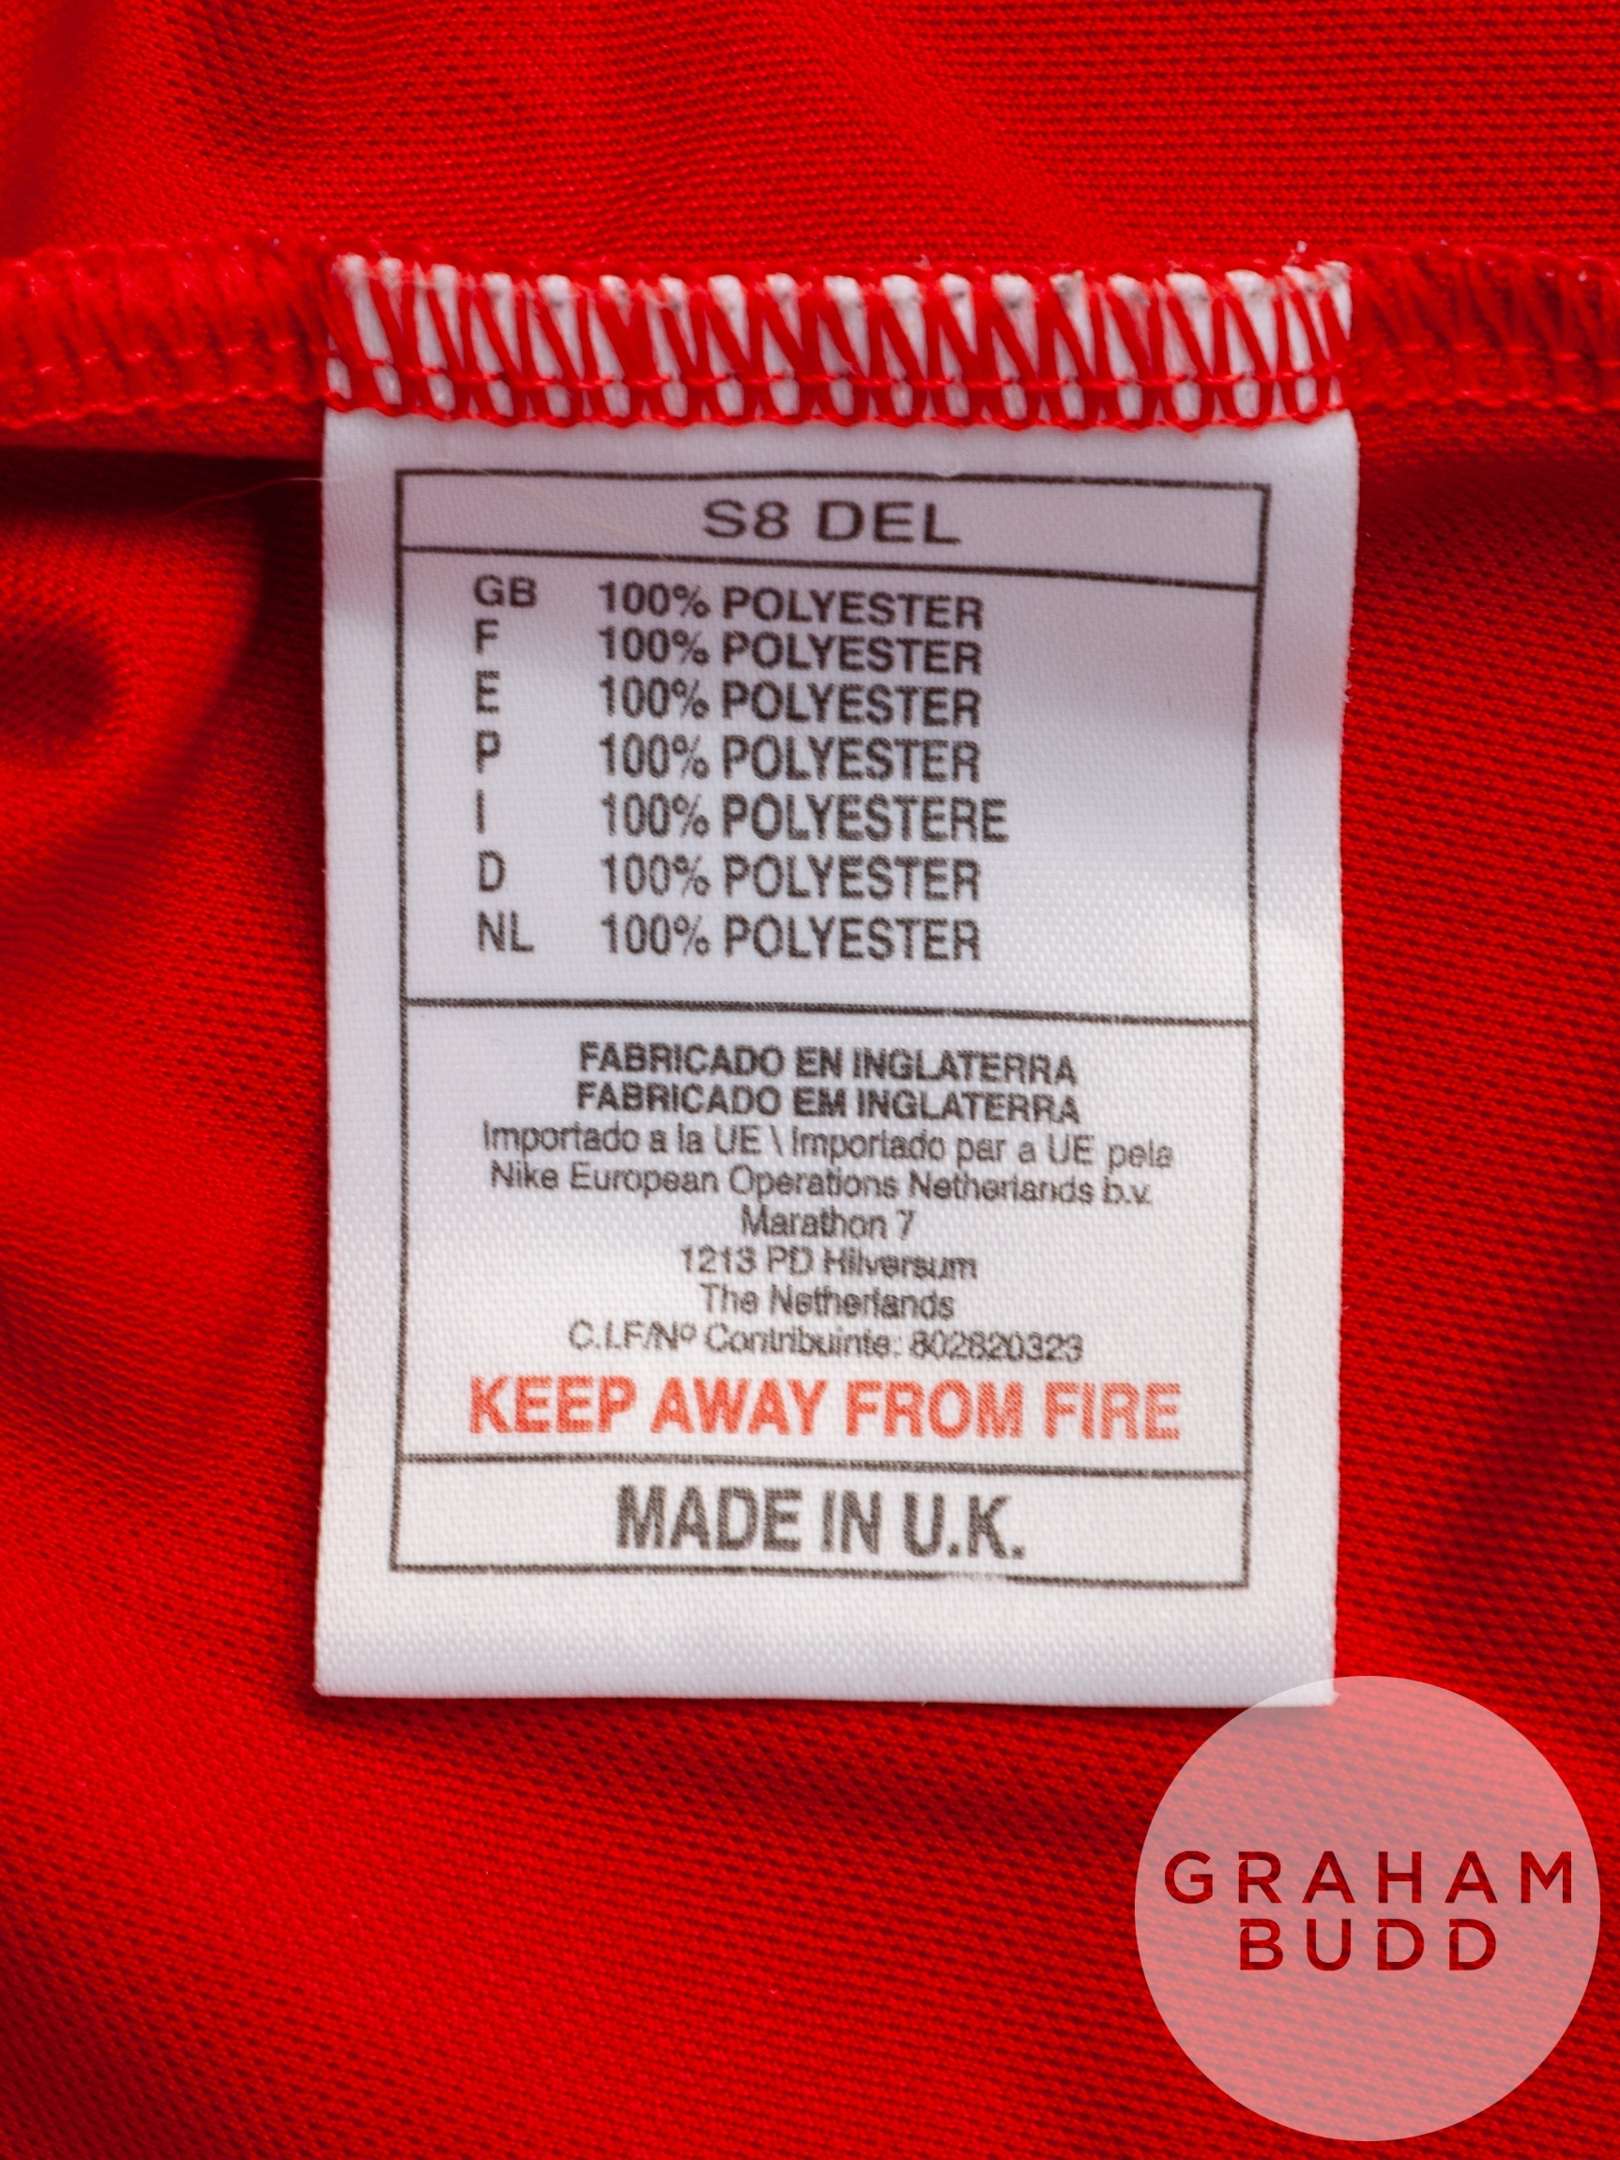 S8 DEL
GB 100% POLYESTER
F 100% POLYESTER
E 100% POLYESTER
P 100% POLYESTER
I 100% POLYESTERE
D 100% POLYESTER
NL 100% POLYESTER
FABRICADO EN INGLATERRA
FABRICADO EM INGLATERRA
Importado a la UE \ Importado par a UE pela
Nike European Operations Netherlands b.v.
Marathon 7
1213 PD Hilversum
The Netherlands
C.I.F/Nº Contribuinte: 802820323
KEEP AWAY FROM FIRE
MADE IN U.K.
GRAHAM
BUDD